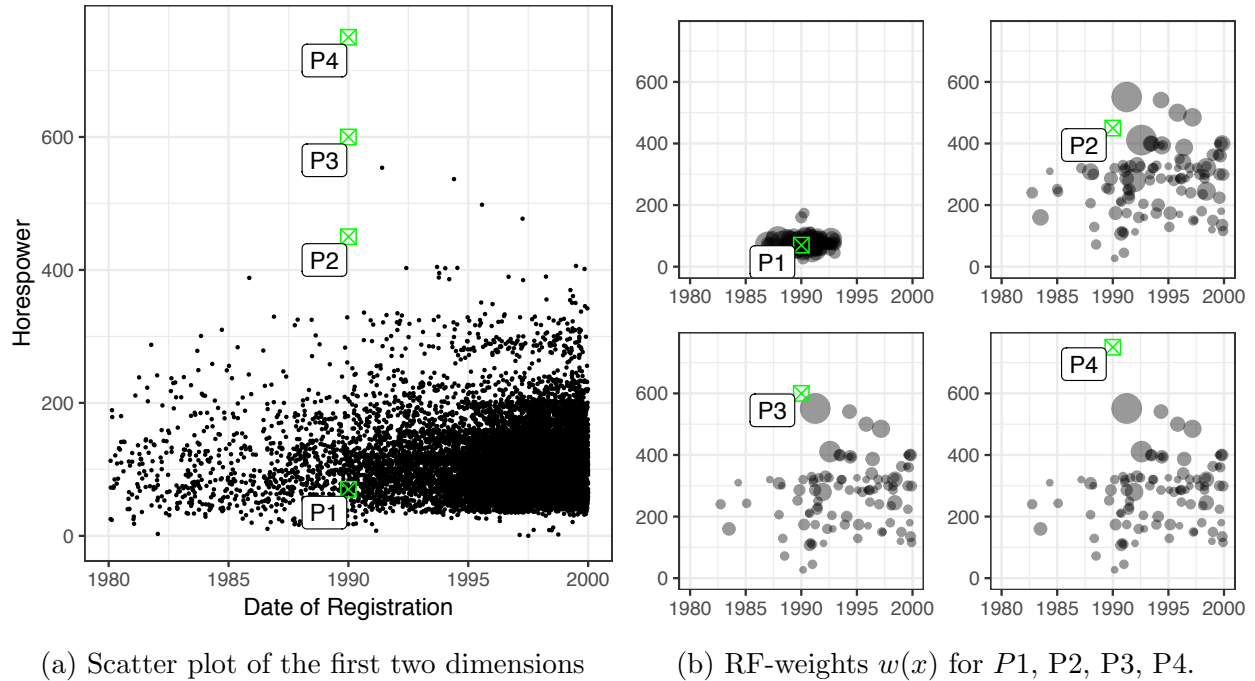 P4
P3
P2
P1
600
400
200
0
Horespower
1980 1985 1990 1995 2000
Date of Registration
(a) Scatter plot of the first two dimensions
600
400
200
0
P1
1980 1985 1990 1995 2000
600
400
200
0
P2
1980 1985 1990 1995 2000
600
400
200
0
P3
1980 1985 1990 1995 2000
600
400
200
0
P4
1980 1985 1990 1995 2000
(b) RF-weights w(x) for P1, P2, P3, P4.